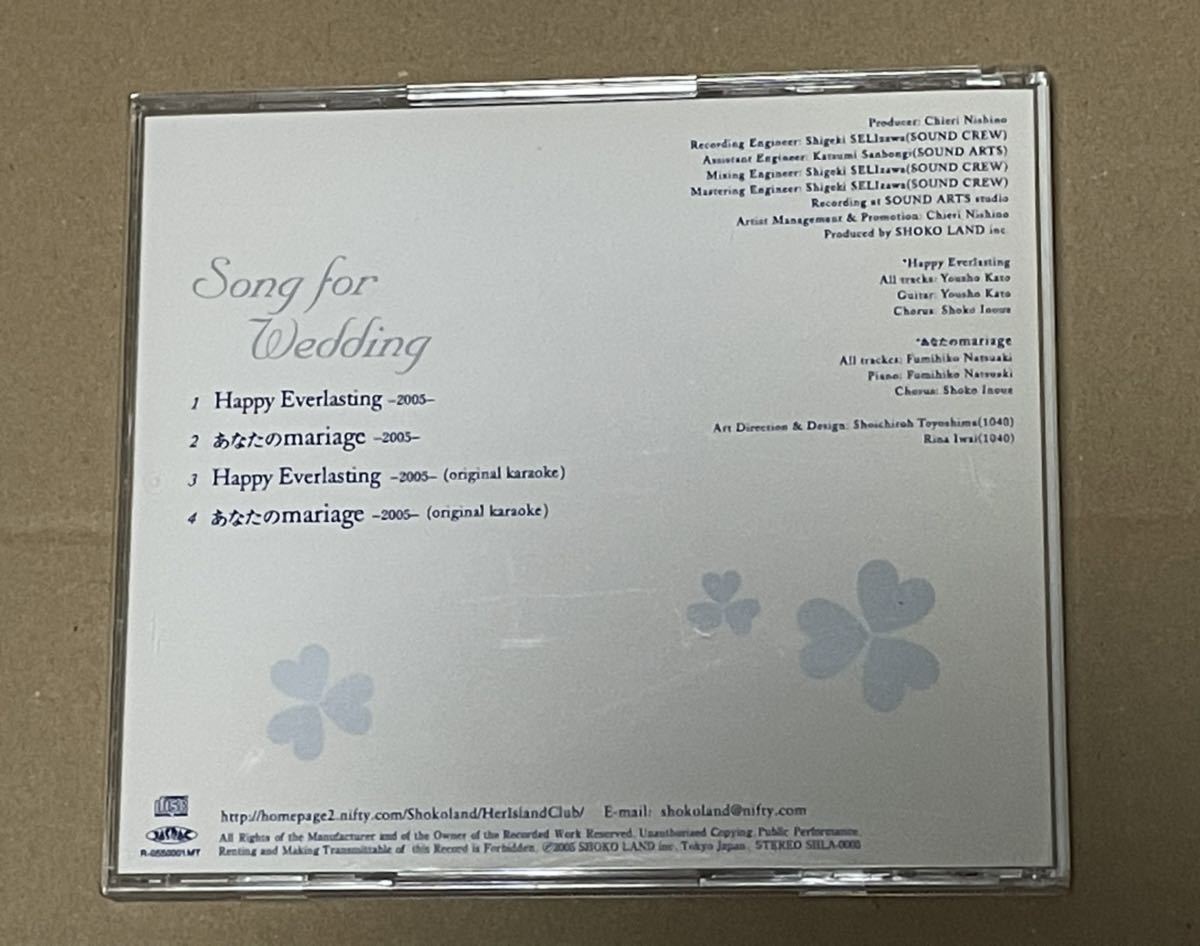 Producer: Chieri Nishino
Recording Engineer: Shigeki SELIzawa(SOUND CREW)
Assistant Engineer: Katsumi Sanbongi(SOUND ARTS)
Mixing Engineer: Shigeki SELIzawa(SOUND CREW)
Mastering Engineer: Shigeki SELIzawa(SOUND CREW)
Recording at SOUND ARTS studio
Artist Management & Promotion: Chieri Nishino
Produced by SHOKO LAND inc.
*Happy Everlasting
All tracks: Yousho Kato
Guitar: Yousho Kato
Chorus: Shoko Inoue
*あなたのmariage
All trackes: Fumihiko Natsuaki
Piano: Fumihiko Natsuaki
Chorus: Shoko Inoue
Art Direction & Design: Shoichiroh Toyoshima(1040)
Rina Iwai(1040)
Song for
Wedding
1 Happy Everlasting –2005–
2 あなたのmariage –2005–
3 Happy Everlasting –2005– (original karaoke)
4 あなたのmariage –2005– (original karaoke)
http://homepage2.nifty.com/Shokoland/HerIslandClub/ E-mail: shokoland@nifty.com
JASRAC
R-0550001MT
All Rights of the Manufacturer and of the Owner of the Recorded Work Reserved. Unauthorized Copying, Public Performance,
Renting and Making Transmittable of this Record is Forbidden. ℗2005 SHOKO LAND inc. Tokyo Japan. STEREO